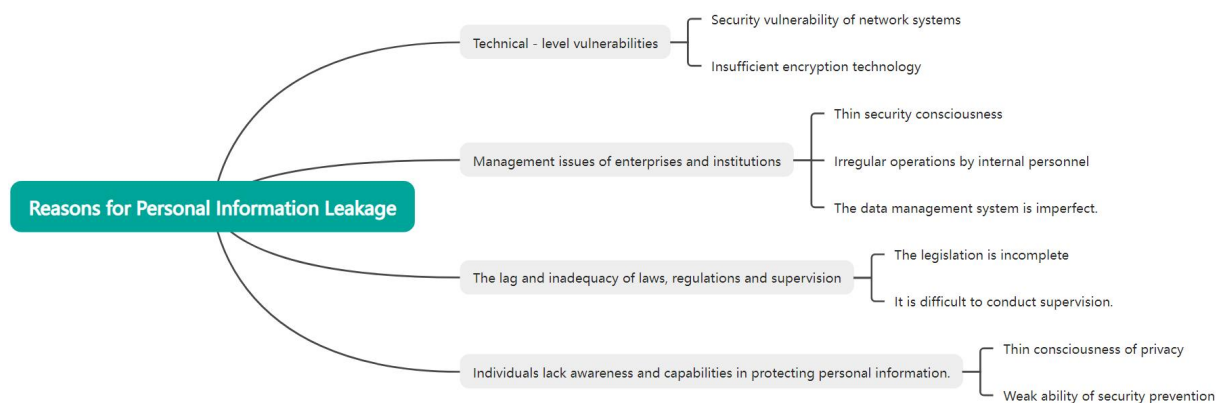 Reasons for Personal Information Leakage
Technical - level vulnerabilities
Security vulnerability of network systems
Insufficient encryption technology
Management issues of enterprises and institutions
Thin security consciousness
Irregular operations by internal personnel
The data management system is imperfect.
The lag and inadequacy of laws, regulations and supervision
The legislation is incomplete
It is difficult to conduct supervision.
Individuals lack awareness and capabilities in protecting personal information.
Thin consciousness of privacy
Weak ability of security prevention